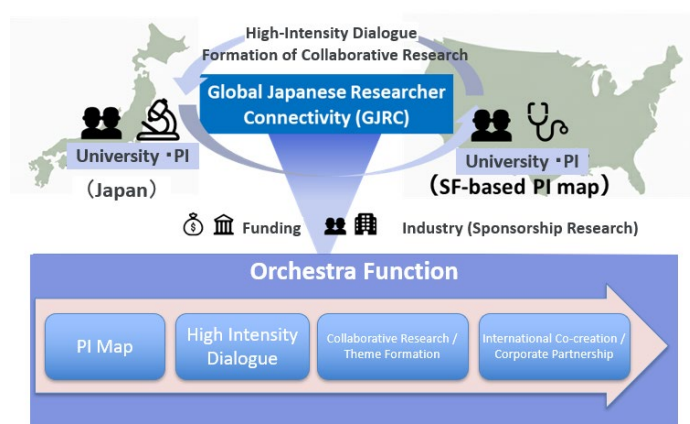 High-Intensity Dialogue
Formation of Collaborative Research
Global Japanese Researcher
Connectivity (GJRC)
University・PI
（Japan）
University・PI
（SF-based PI map）
$
Funding
Industry (Sponsorship Research)
Orchestra Function
PI Map
High Intensity
Dialogue
Collaborative Research /
Theme Formation
International Co-creation /
Corporate Partnership